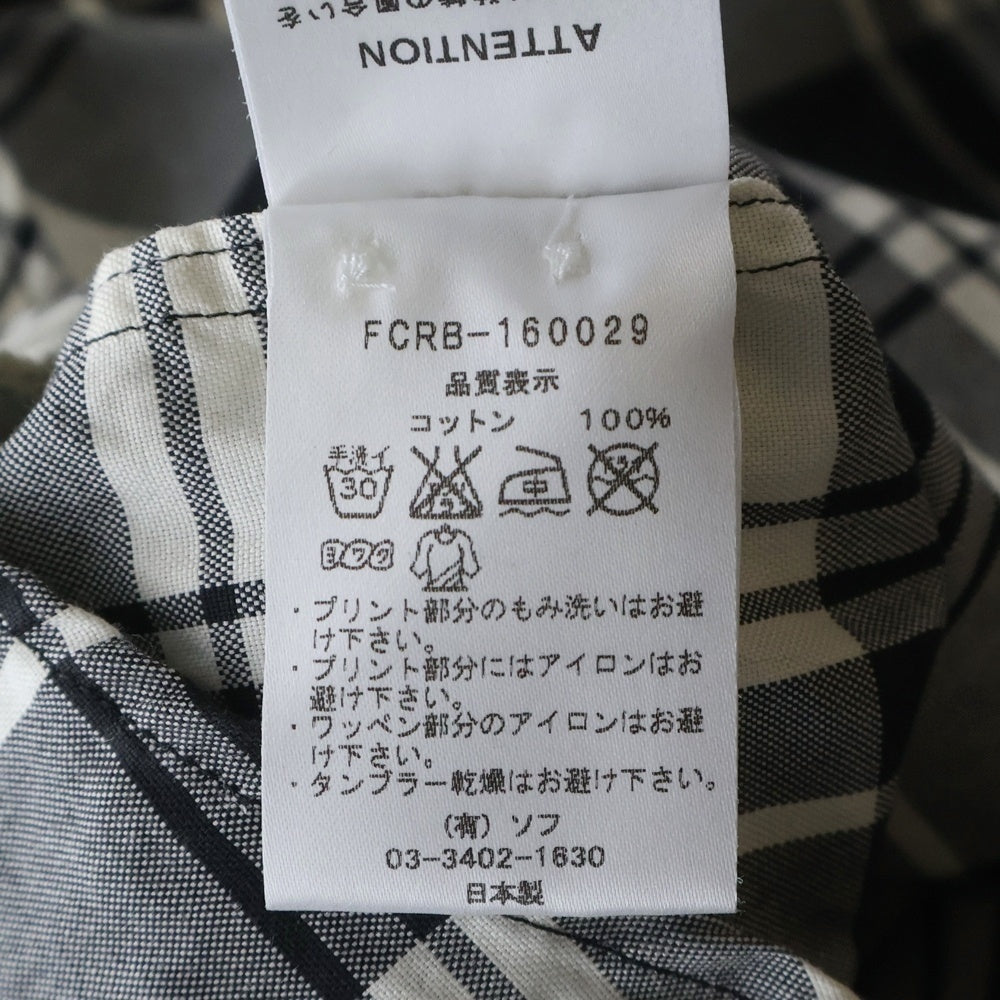 の風合いを
ATTENTION
FCRB-160029
品質表示
コットン 100%
手洗イ
30
中
ヨワク
・プリント部分のもみ洗いはお避
け下さい。
・プリント部分にはアイロンはお
避け下さい。
・ワッペン部分のアイロンはお避
け下さい。
・タンブラー乾燥はお避け下さい。
(有) ソフ
03-3402-1630
日本製